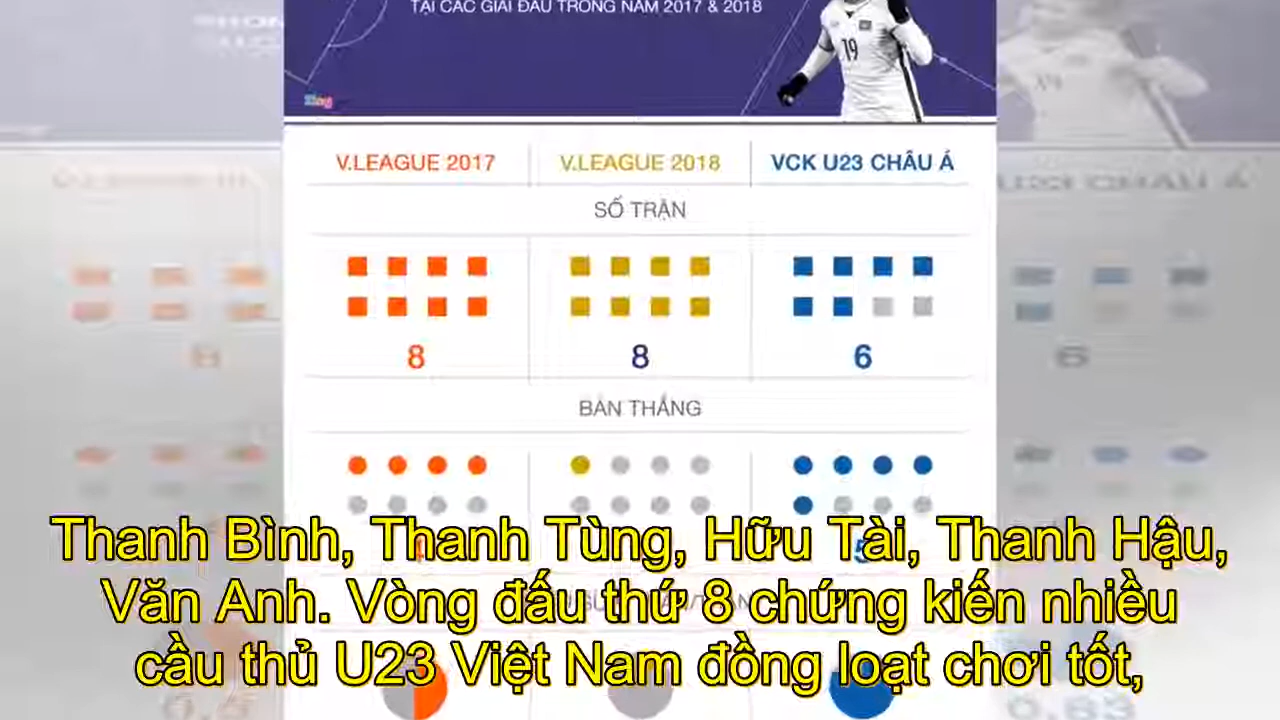 TẠI CÁC GIẢI ĐẤU TRONG NĂM 2017 & 2018
19
Zing
V.LEAGUE 2017 V.LEAGUE 2018 VCK U23 CHÂU Á
SỐ TRẬN
8 8 6
BÀN THẮNG
Thanh Bình, Thanh Tùng, Hữu Tài, Thanh Hậu,
Văn Anh. Vòng đấu thứ 8 chứng kiến nhiều
cầu thủ U23 Việt Nam đồng loạt chơi tốt,